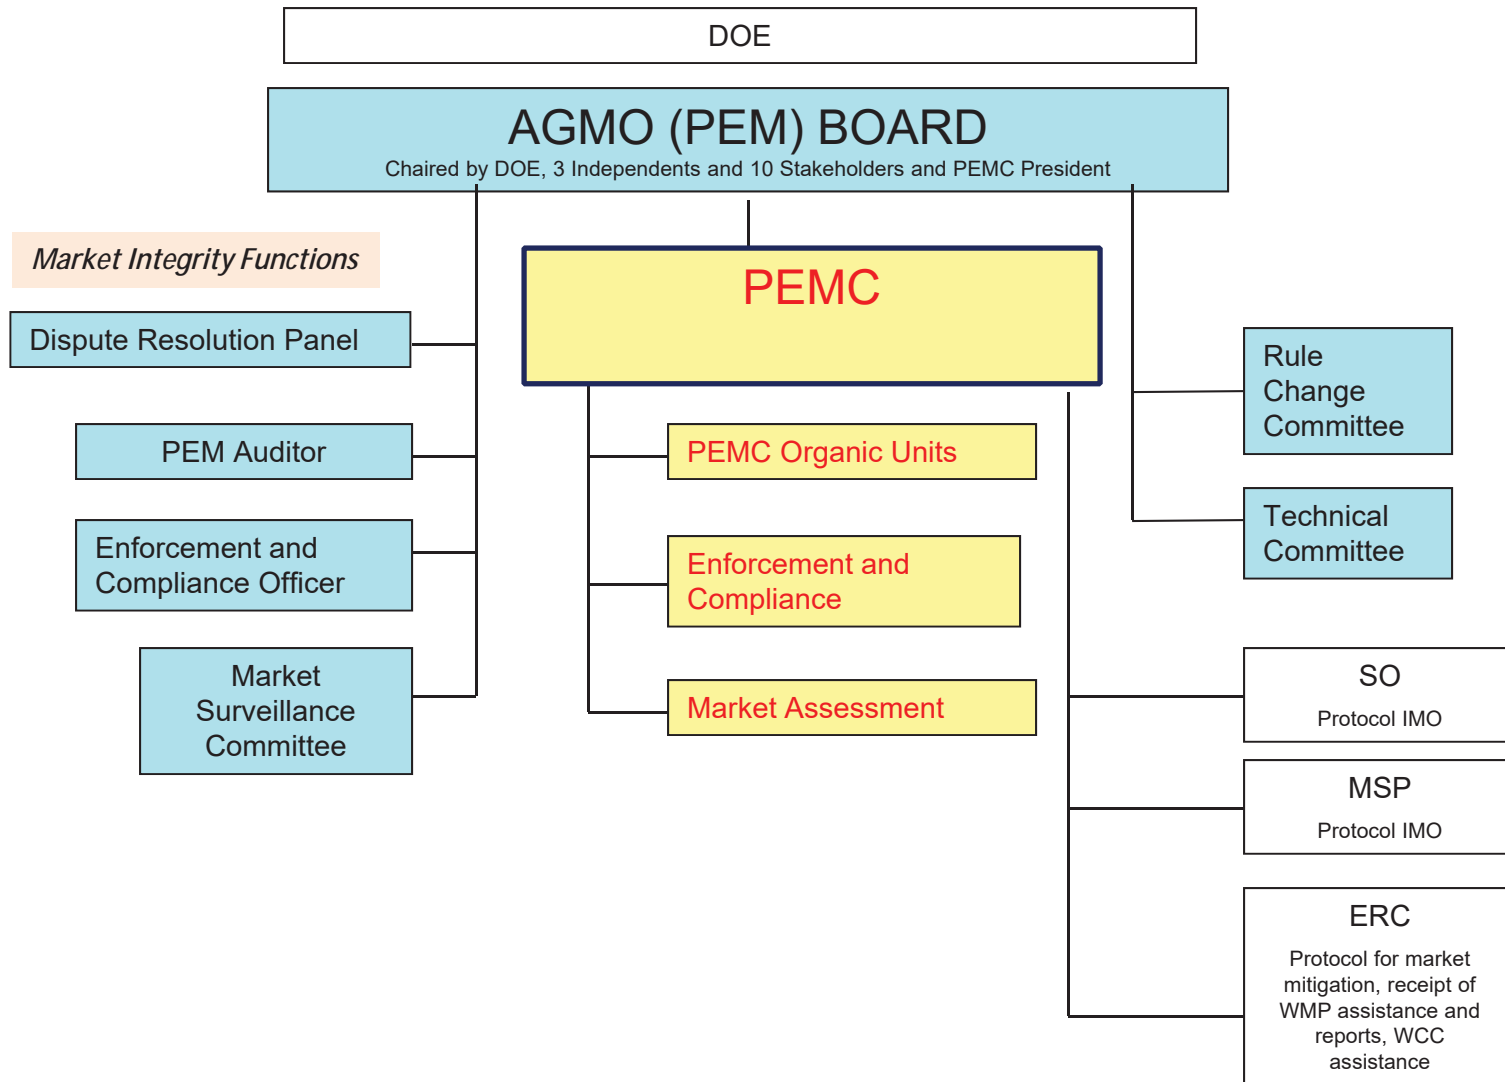 DOE
AGMO (PEM) BOARD
Chaired by DOE, 3 Independents and 10 Stakeholders and PEMC President
Market Integrity Functions
PEMC
Dispute Resolution Panel
PEM Auditor
Enforcement and
Compliance Officer
Market
Surveillance
Committee
PEMC Organic Units
Enforcement and
Compliance
Market Assessment
Rule
Change
Committee
Technical
Committee
SO
Protocol IMO
MSP
Protocol IMO
ERC
Protocol for market
mitigation, receipt of
WMP assistance and
reports, WCC
assistance